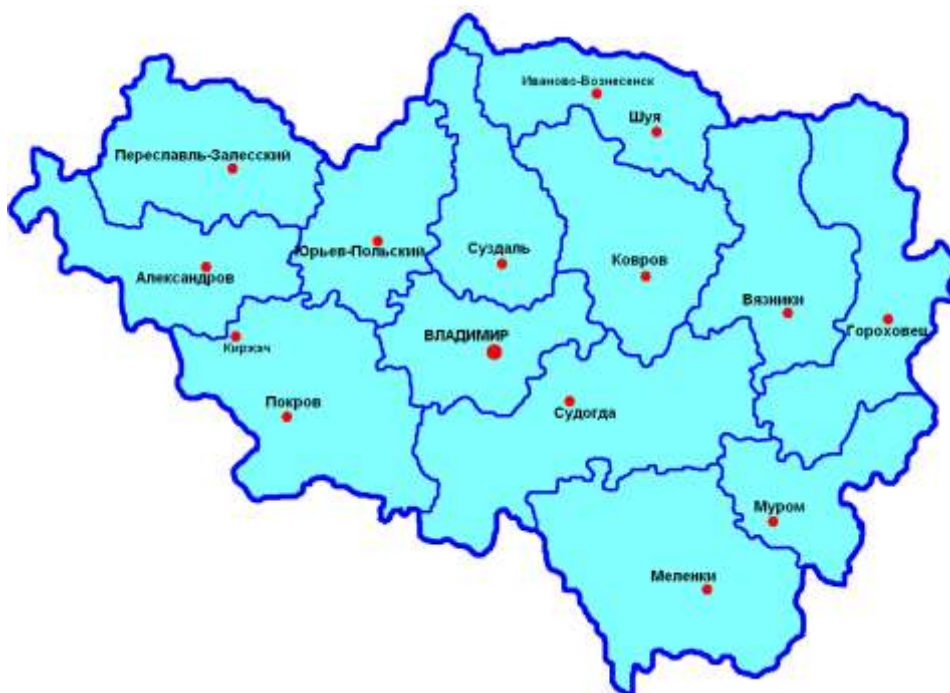 Иваново-Вознесенск
Шуя
Переславль-Залесский
Юрьев-Польский
Суздаль
Ковров
Александров
Вязники
Гороховец
ВЛАДИМИР
Киржач
Покров
Судогда
Муром
Меленки